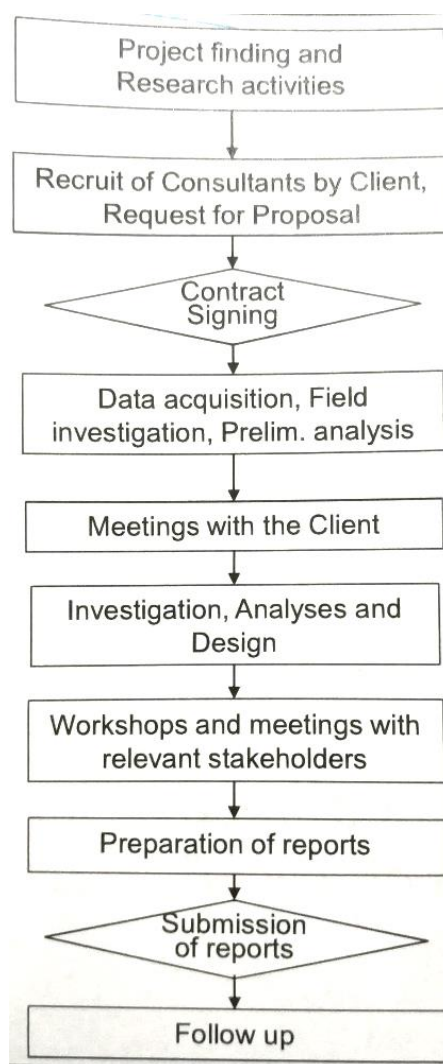 Project finding and
Research activities
Recruit of Consultants by Client,
Request for Proposal
Contract
Signing
Data acquisition, Field
investigation, Prelim. analysis
Meetings with the Client
Investigation, Analyses and
Design
Workshops and meetings with
relevant stakeholders
Preparation of reports
Submission
of reports
Follow up